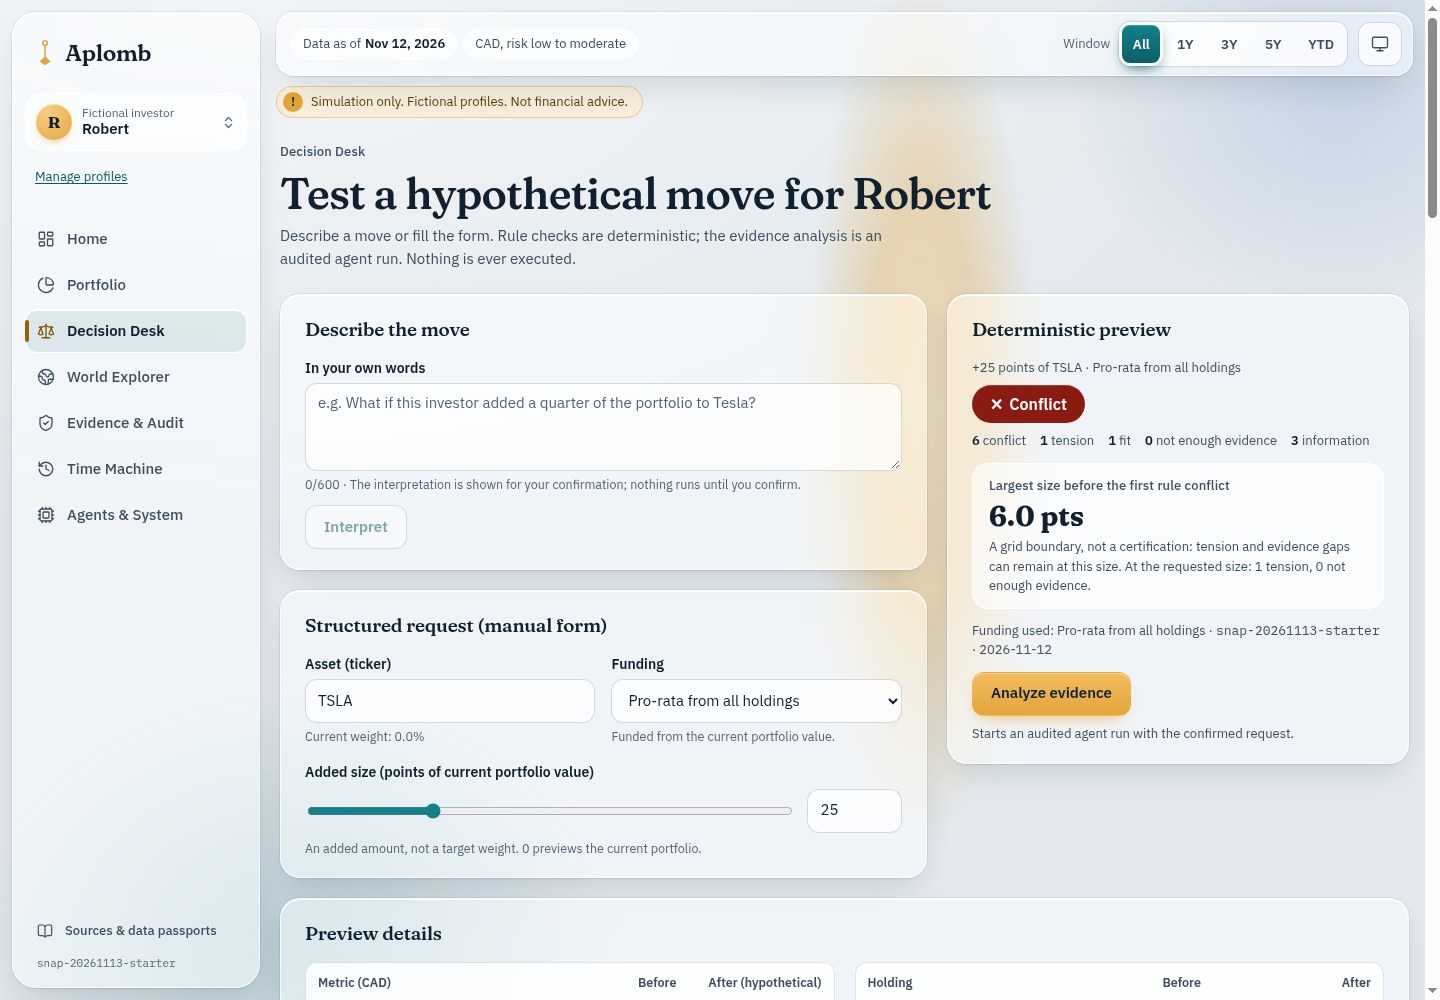 Aplomb
R
Fictional investor
Robert
Manage profiles
Home
Portfolio
Decision Desk
World Explorer
Evidence & Audit
Time Machine
Agents & System
Sources & data passports
snap-20261113-starter
Data as of Nov 12, 2026
CAD, risk low to moderate
Window
All
1Y
3Y
5Y
YTD
! Simulation only. Fictional profiles. Not financial advice.
Decision Desk
Test a hypothetical move for Robert
Describe a move or fill the form. Rule checks are deterministic; the evidence analysis is an
audited agent run. Nothing is ever executed.
Describe the move
In your own words
e.g. What if this investor added a quarter of the portfolio to Tesla?
0/600 · The interpretation is shown for your confirmation; nothing runs until you confirm.
Interpret
Structured request (manual form)
Asset (ticker)
Funding
TSLA
Pro-rata from all holdings
Current weight: 0.0%
Funded from the current portfolio value.
Added size (points of current portfolio value)
25
An added amount, not a target weight. 0 previews the current portfolio.
Deterministic preview
+25 points of TSLA · Pro-rata from all holdings
✕ Conflict
6 conflict 1 tension 1 fit 0 not enough evidence 3 information
Largest size before the first rule conflict
6.0 pts
A grid boundary, not a certification: tension and evidence gaps
can remain at this size. At the requested size: 1 tension, 0 not
enough evidence.
Funding used: Pro-rata from all holdings · snap-20261113-starter
· 2026-11-12
Analyze evidence
Starts an audited agent run with the confirmed request.
Preview details
Metric (CAD)
Before
After (hypothetical)
Holding
Before
After